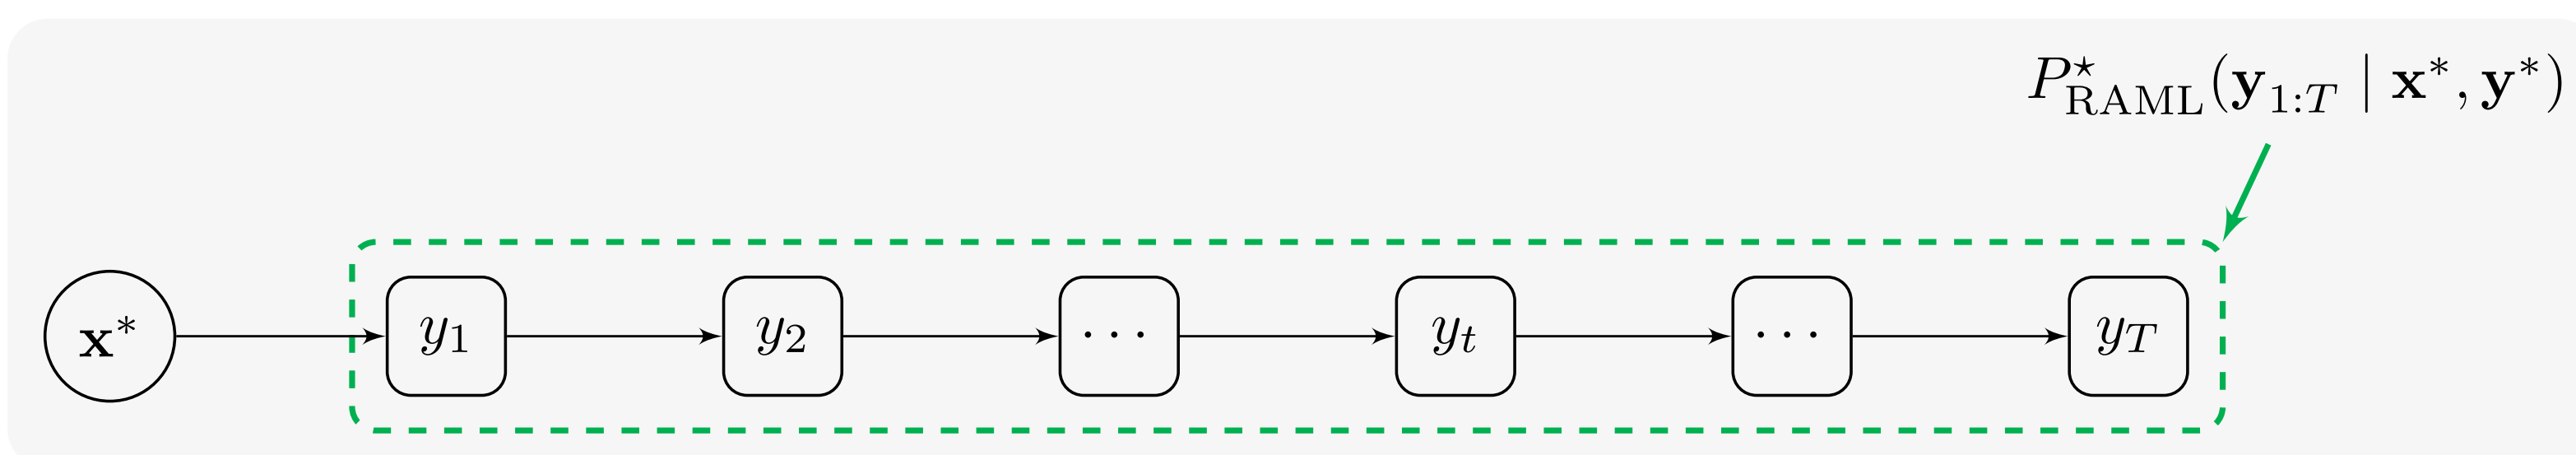 P★RAML(y1:T | x*, y*)
x* y1 y2 ··· yt ··· yT